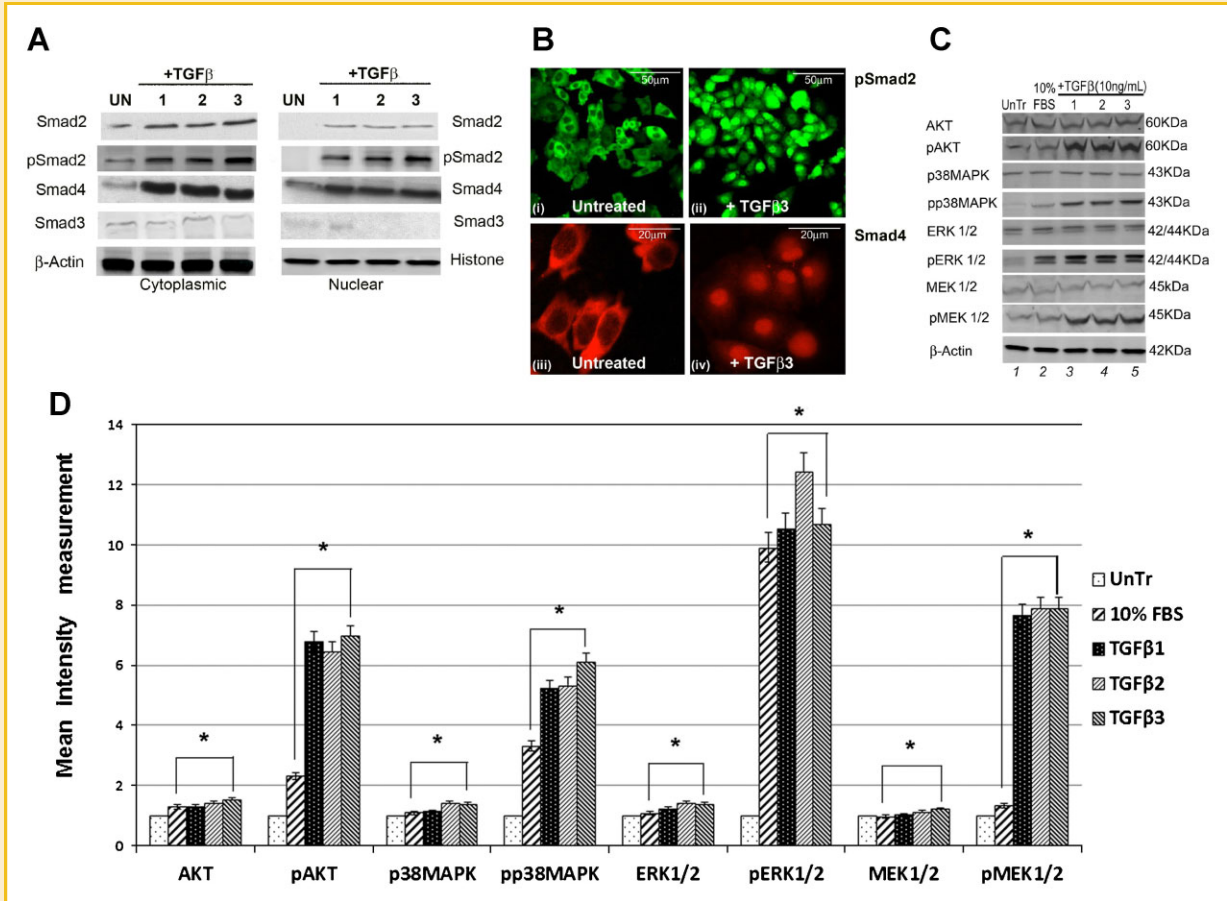 A
+TGFβ
+TGFβ
UN 1 2 3
UN 1 2 3
Smad2
Smad2
pSmad2
pSmad2
Smad4
Smad4
Smad3
Smad3
β-Actin
Histone
Cytoplasmic
Nuclear
B
50µm
50µm
pSmad2
(i) Untreated
(ii) + TGFβ3
20µm
20µm
Smad4
(iii) Untreated
(iv) + TGFβ3
C
10% +TGFβ(10ng/mL)
UnTr FBS 1 2 3
AKT 60KDa
pAKT 60KDa
p38MAPK 43KDa
pp38MAPK 43KDa
ERK 1/2 42/44KDa
pERK 1/2 42/44KDa
MEK 1/2 45kDa
pMEK 1/2 45KDa
β-Actin 42KDa
1 2 3 4 5
D
Mean Intensity measurement
14
12
10
8
6
4
2
0
* * * * * * * *
AKT pAKT p38MAPK pp38MAPK ERK1/2 pERK1/2 MEK1/2 pMEK1/2
UnTr
10% FBS
TGFβ1
TGFβ2
TGFβ3